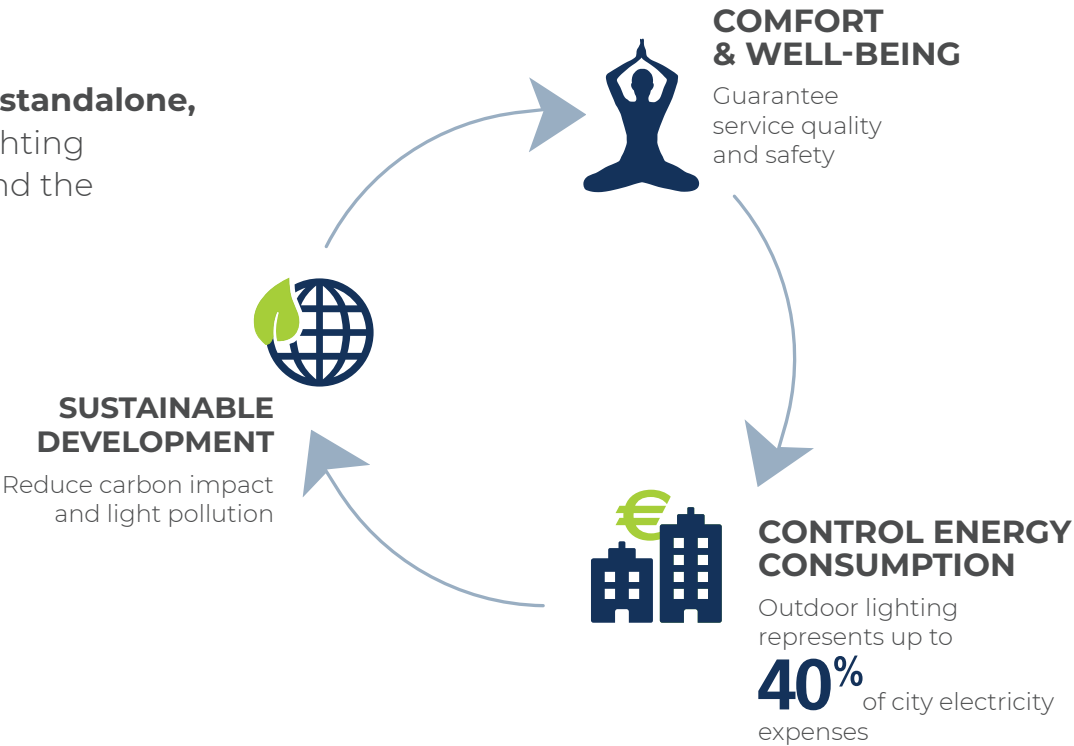 standalone,
nd the
COMFORT
& WELL-BEING
Guarantee
service quality
and safety
SUSTAINABLE
DEVELOPMENT
Reduce carbon impact
and light pollution
CONTROL ENERGY
CONSUMPTION
Outdoor lighting
represents up to
40% of city electricity
expenses